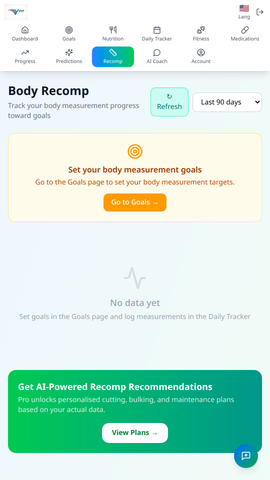 Lang
Dashboard
Goals
Nutrition
Daily Tracker
Fitness
Medications
Progress
Predictions
Recomp
AI Coach
Account
Body Recomp
Track your body measurement progress
toward goals
↻
Refresh
Last 90 days
Set your body measurement goals
Go to the Goals page to set your body measurement targets.
Go to Goals →
No data yet
Set goals in the Goals page and log measurements in the Daily Tracker
Get AI-Powered Recomp Recommendations
Pro unlocks personalised cutting, bulking, and maintenance plans
based on your actual data.
View Plans →